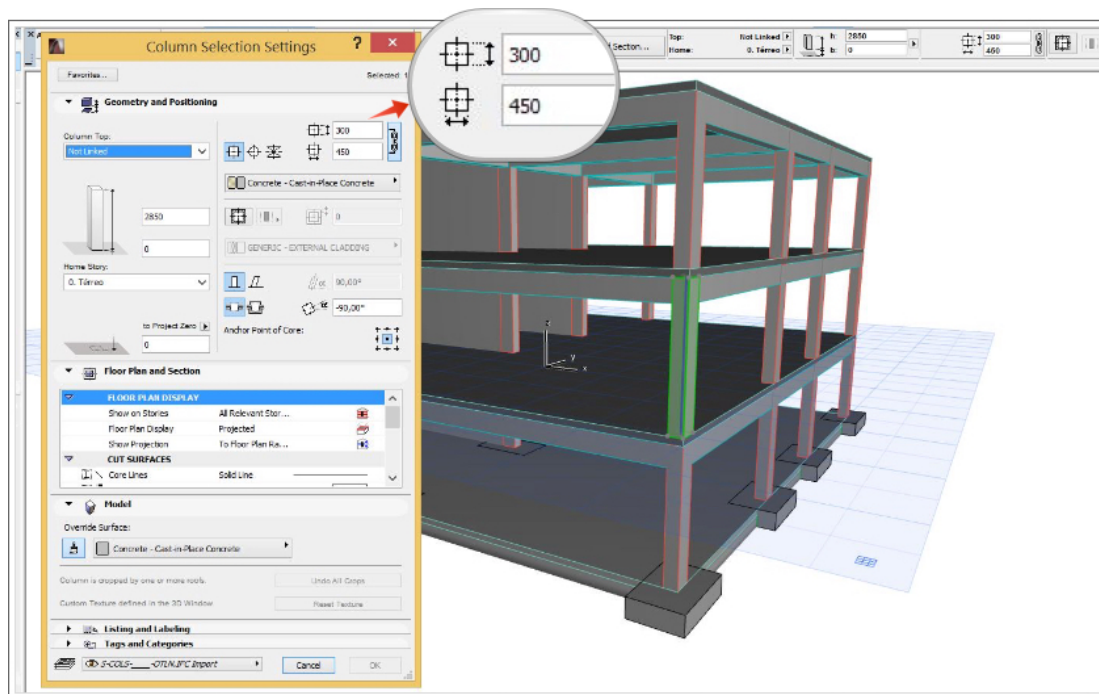 Column Selection Settings
?
Favorites...
Selected: 1
Geometry and Positioning
Column Top:
Not Linked
300
450
Concrete - Cast-in-Place Concrete
2850
0
0
GENERIC - EXTERNAL CLADDING
Home Story:
0. Térreo
α 90,00°
-90,00°
to Project Zero
0
Anchor Point of Core:
Floor Plan and Section
FLOOR PLAN DISPLAY
Show on Stories All Relevant Stor...
Floor Plan Display Projected
Show Projection To Floor Plan Ra...
CUT SURFACES
Core Lines Solid Line
Model
Override Surface:
Concrete - Cast-in-Place Concrete
Column is cropped by one or more roofs.
Undo All Crops
Custom Texture defined in the 3D Window
Reset Texture
Listing and Labeling
Tags and Categories
S-COLS-____-OTLN.IFC Import
Cancel
OK
300
450
Section...
Top: Not Linked
Home: 0. Térreo
h: 2850
b: 0
300
450
z
y
x